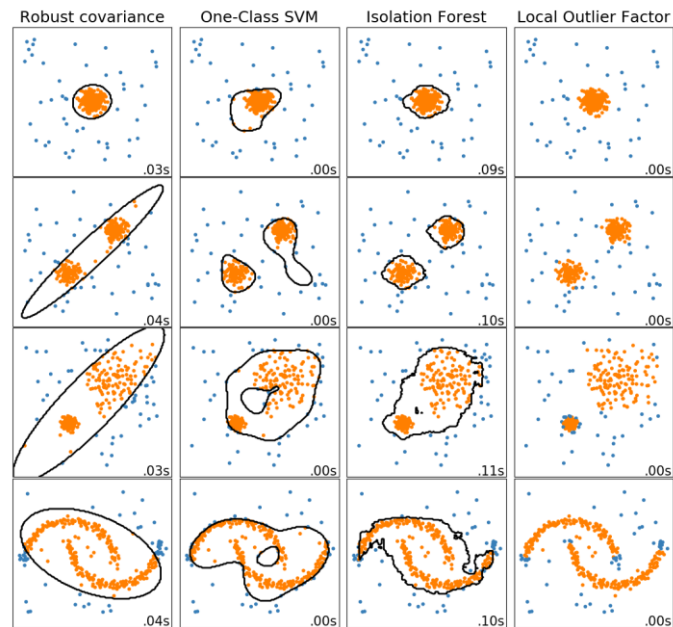 Robust covariance One-Class SVM Isolation Forest Local Outlier Factor
.03s .00s .09s .00s
.04s .00s .10s .00s
.03s .00s .11s .00s
.04s .00s .10s .00s